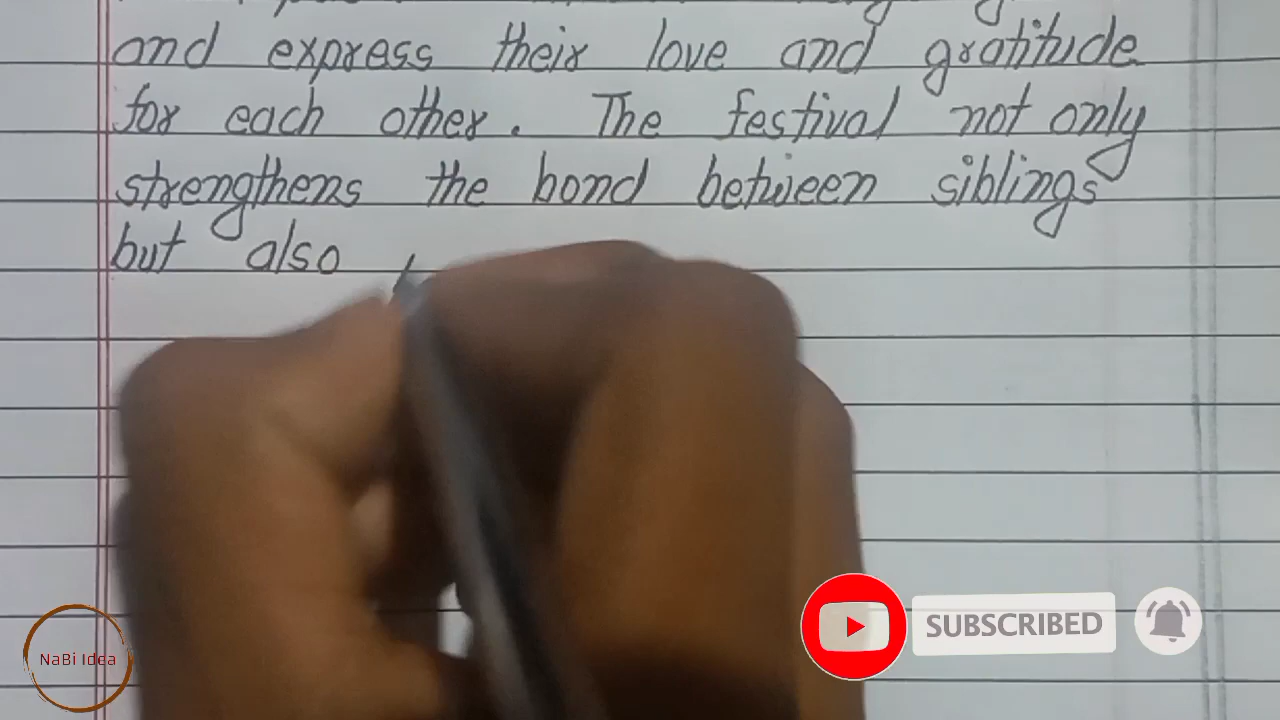 and express their love and gratitude
for each other. The festival not only
strengthens the bond between siblings
but also
SUBSCRIBED
NaBi Idea